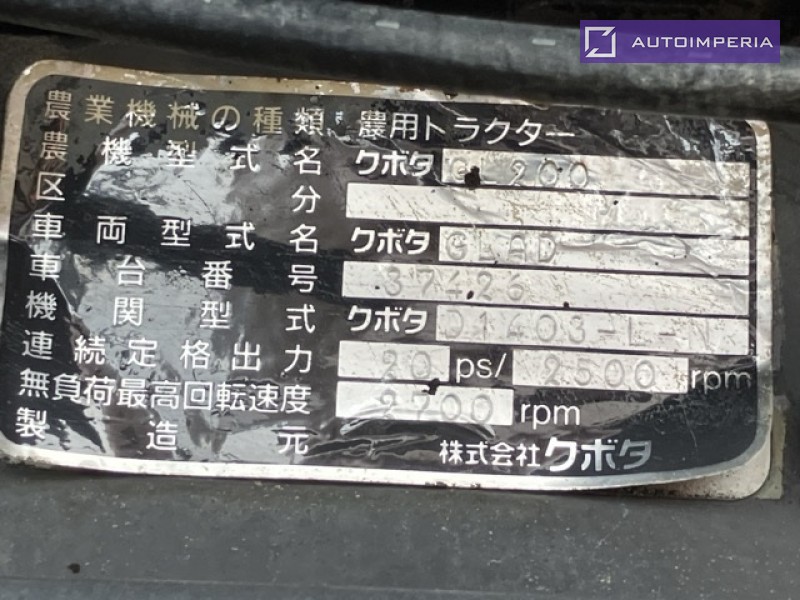 AUTOIMPERIA
農業機械の種類 農用トラクター
農機型式名 クボタ GL200
区分
車両型式名 クボタ GLAD
車台番号 37426
機関型式 クボタ D1403-L-N
連続定格出力 20 ps/ 2500 rpm
無負荷最高回転速度 2700 rpm
製造元 株式会社クボタ